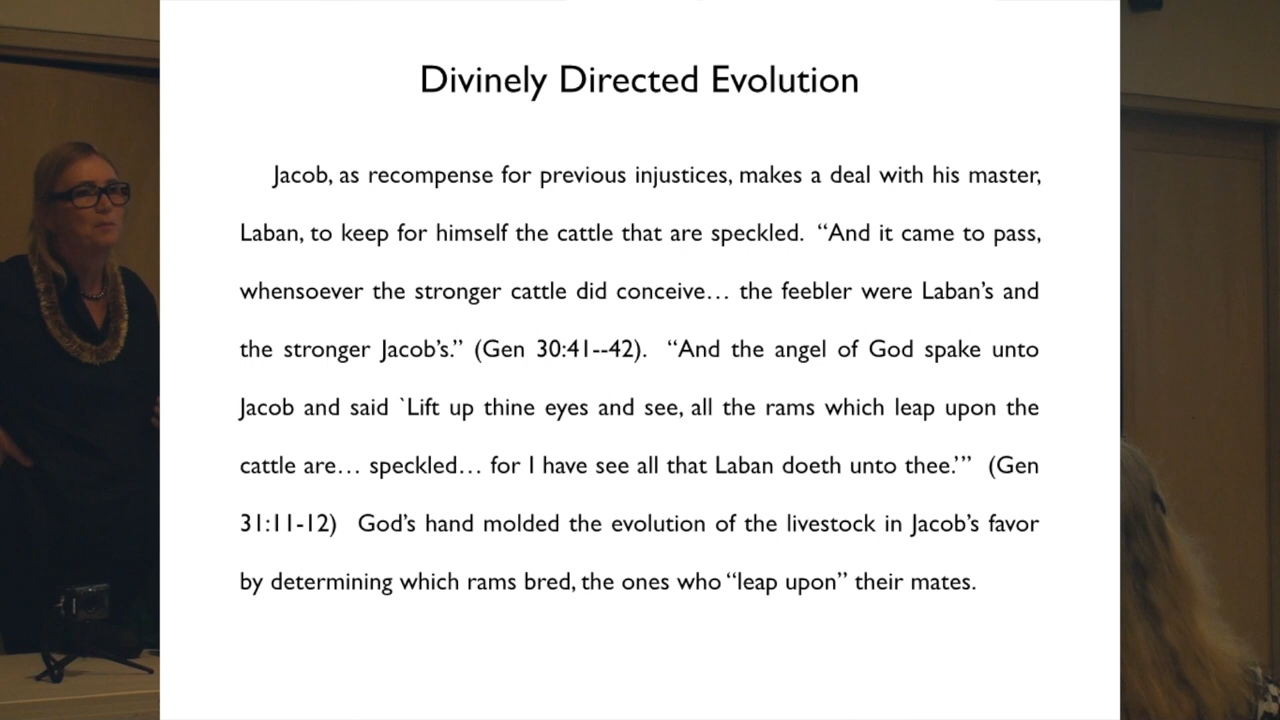 Divinely Directed Evolution
Jacob, as recompense for previous injustices, makes a deal with his master,
Laban, to keep for himself the cattle that are speckled. “And it came to pass,
whensoever the stronger cattle did conceive… the feebler were Laban’s and
the stronger Jacob’s.” (Gen 30:41--42). “And the angel of God spake unto
Jacob and said `Lift up thine eyes and see, all the rams which leap upon the
cattle are… speckled… for I have see all that Laban doeth unto thee.’” (Gen
31:11-12) God’s hand molded the evolution of the livestock in Jacob’s favor
by determining which rams bred, the ones who “leap upon” their mates.